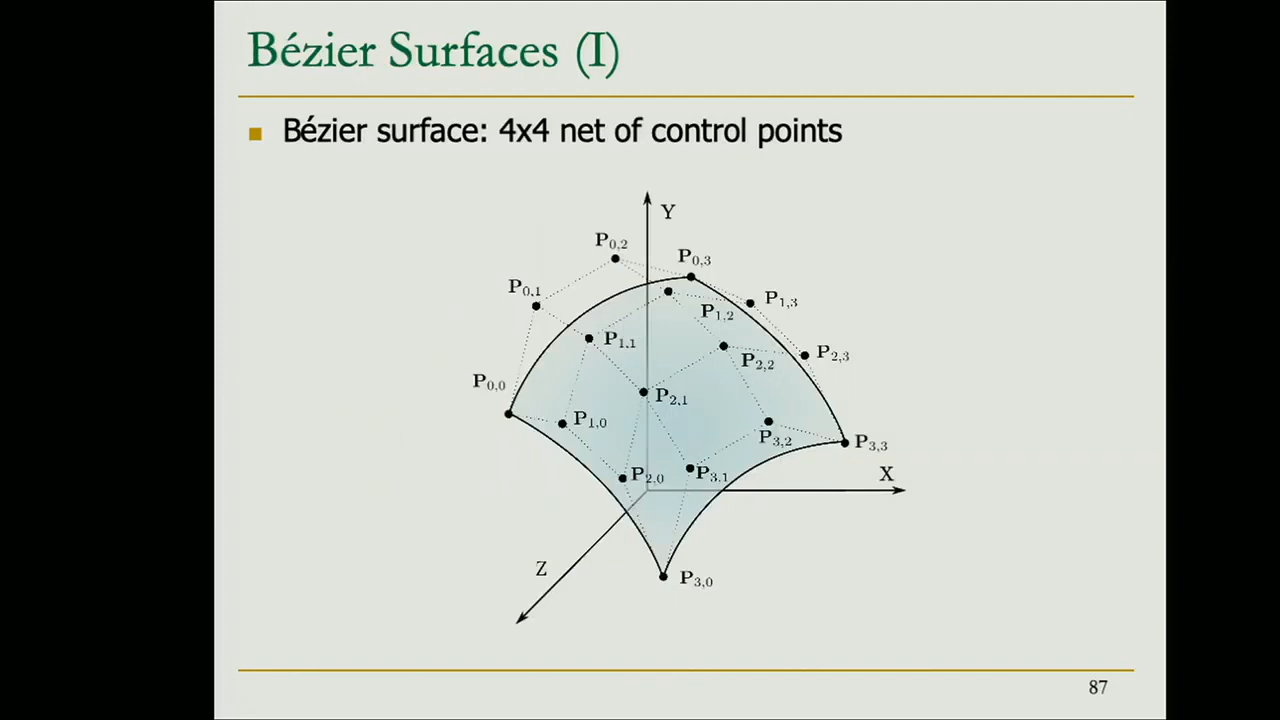 Bézier Surfaces (I)
Bézier surface: 4x4 net of control points
Y
P0,2
P0,3
P0,1
P1,3
P1,2
P1,1
P2,3
P2,2
P0,0
P2,1
P1,0
P3,2
P3,3
P2,0
P3,1
X
Z
P3,0
87